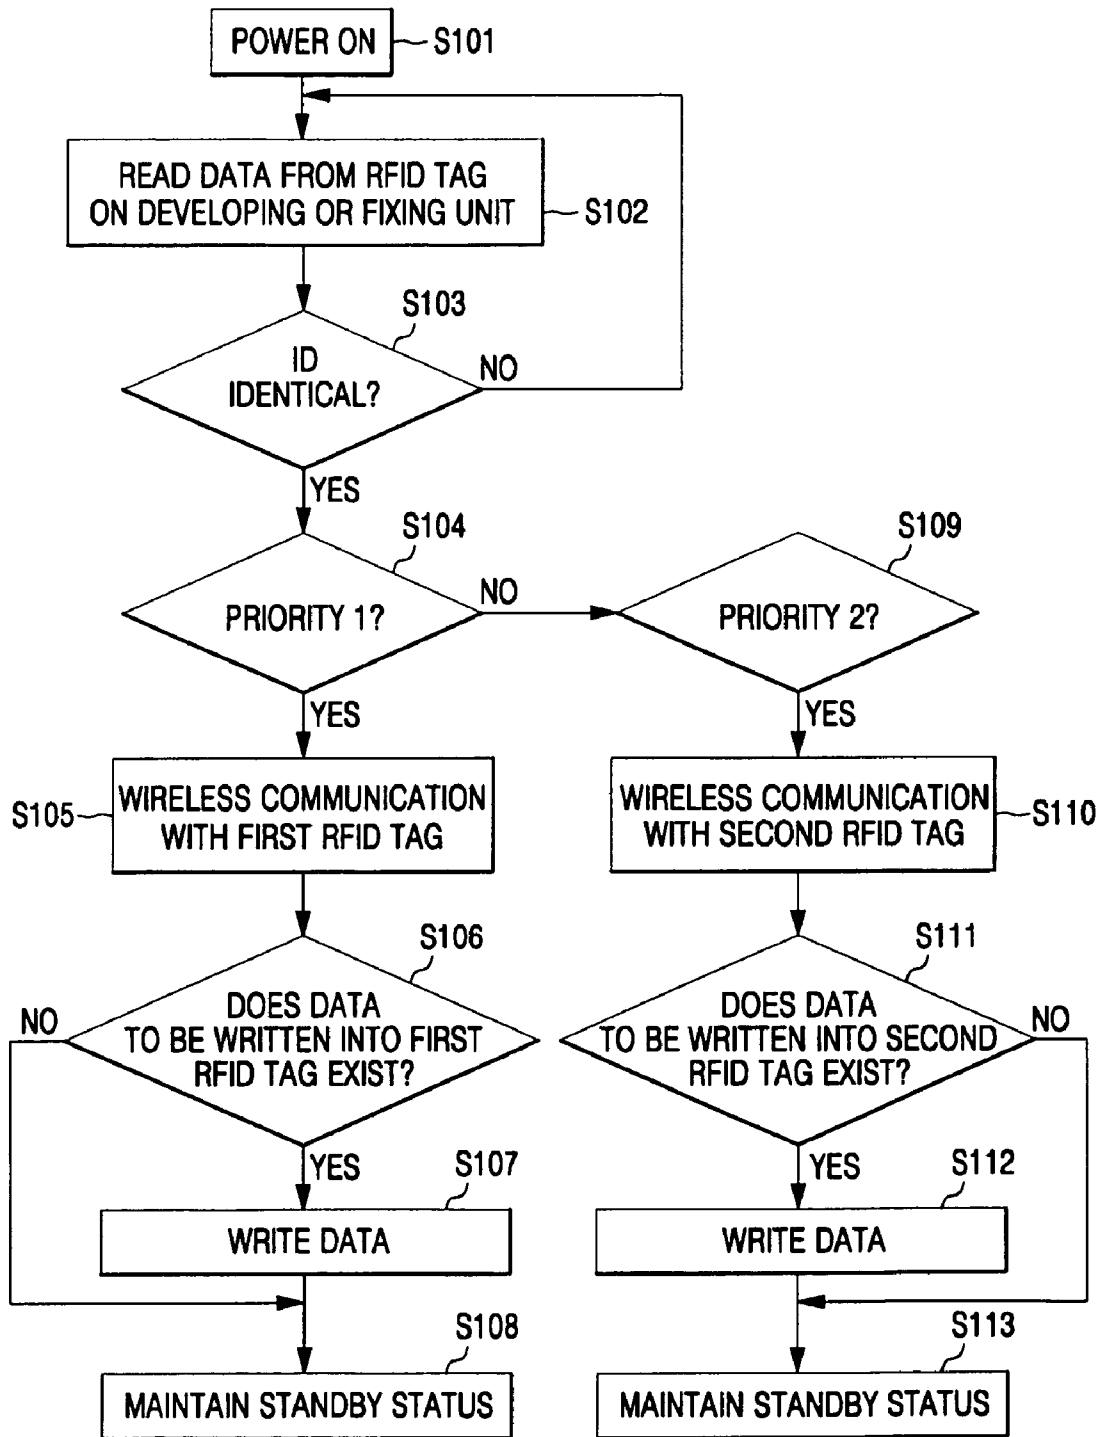 POWER ON
S101
READ DATA FROM RFID TAG
ON DEVELOPING OR FIXING UNIT
S102
S103
ID
IDENTICAL?
NO
YES
S104
PRIORITY 1?
NO
S109
PRIORITY 2?
YES
YES
S105
WIRELESS COMMUNICATION
WITH FIRST RFID TAG
WIRELESS COMMUNICATION
WITH SECOND RFID TAG
S110
S106
DOES DATA
TO BE WRITTEN INTO FIRST
RFID TAG EXIST?
NO
S111
DOES DATA
TO BE WRITTEN INTO SECOND
RFID TAG EXIST?
NO
YES
S107
WRITE DATA
YES
S112
WRITE DATA
S108
MAINTAIN STANDBY STATUS
S113
MAINTAIN STANDBY STATUS